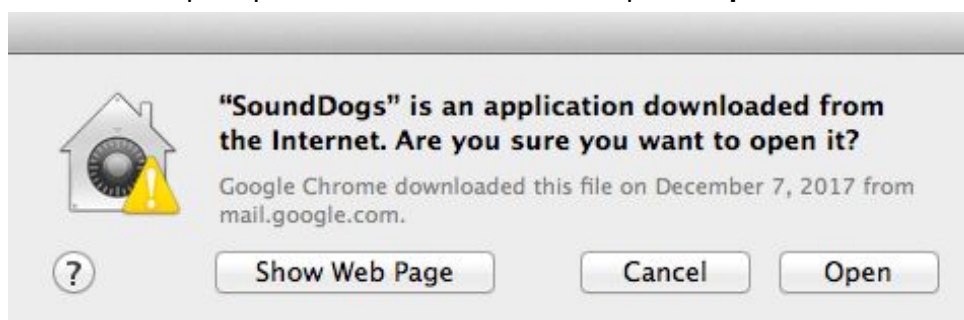 “SoundDogs” is an application downloaded from
the Internet. Are you sure you want to open it?
Google Chrome downloaded this file on December 7, 2017 from
mail.google.com.
? Show Web Page Cancel Open